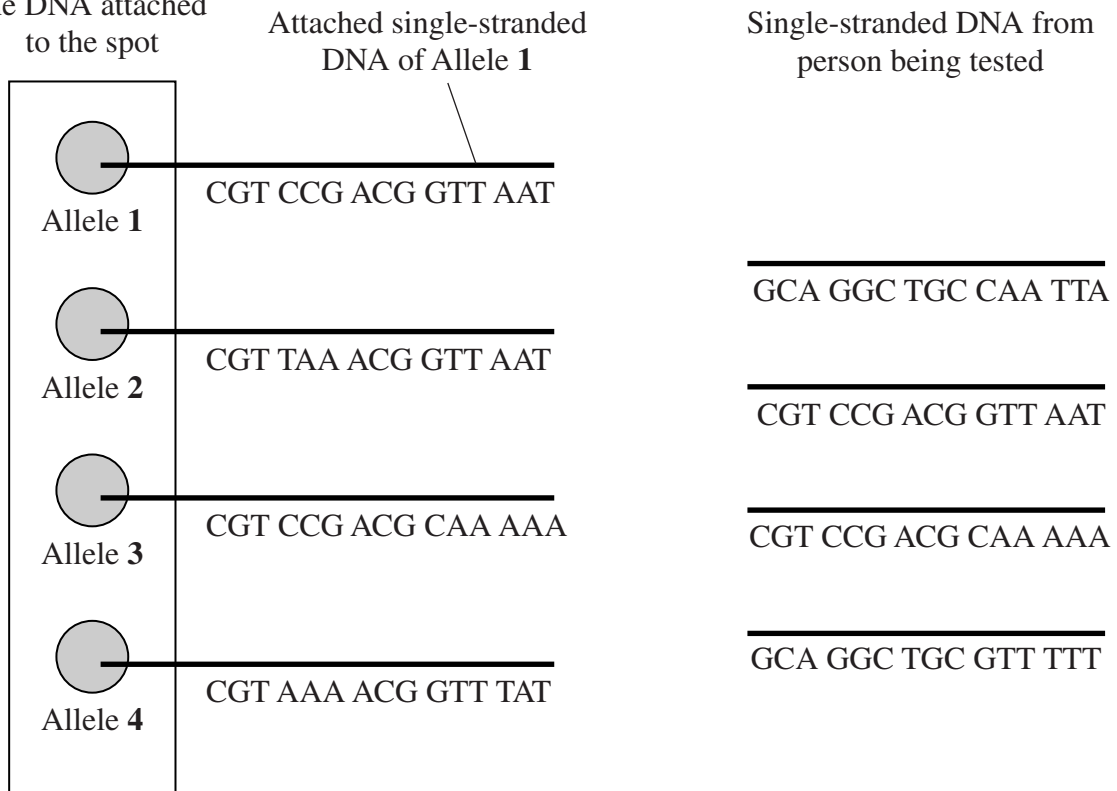 DNA attached
to the spot
Attached single-stranded
DNA of Allele 1
Single-stranded DNA from
person being tested
CGT CCG ACG GTT AAT
Allele 1
GCA GGC TGC CAA TTA
CGT TAA ACG GTT AAT
Allele 2
CGT CCG ACG GTT AAT
CGT CCG ACG CAA AAA
Allele 3
CGT CCG ACG CAA AAA
GCA GGC TGC GTT TTT
CGT AAA ACG GTT TAT
Allele 4